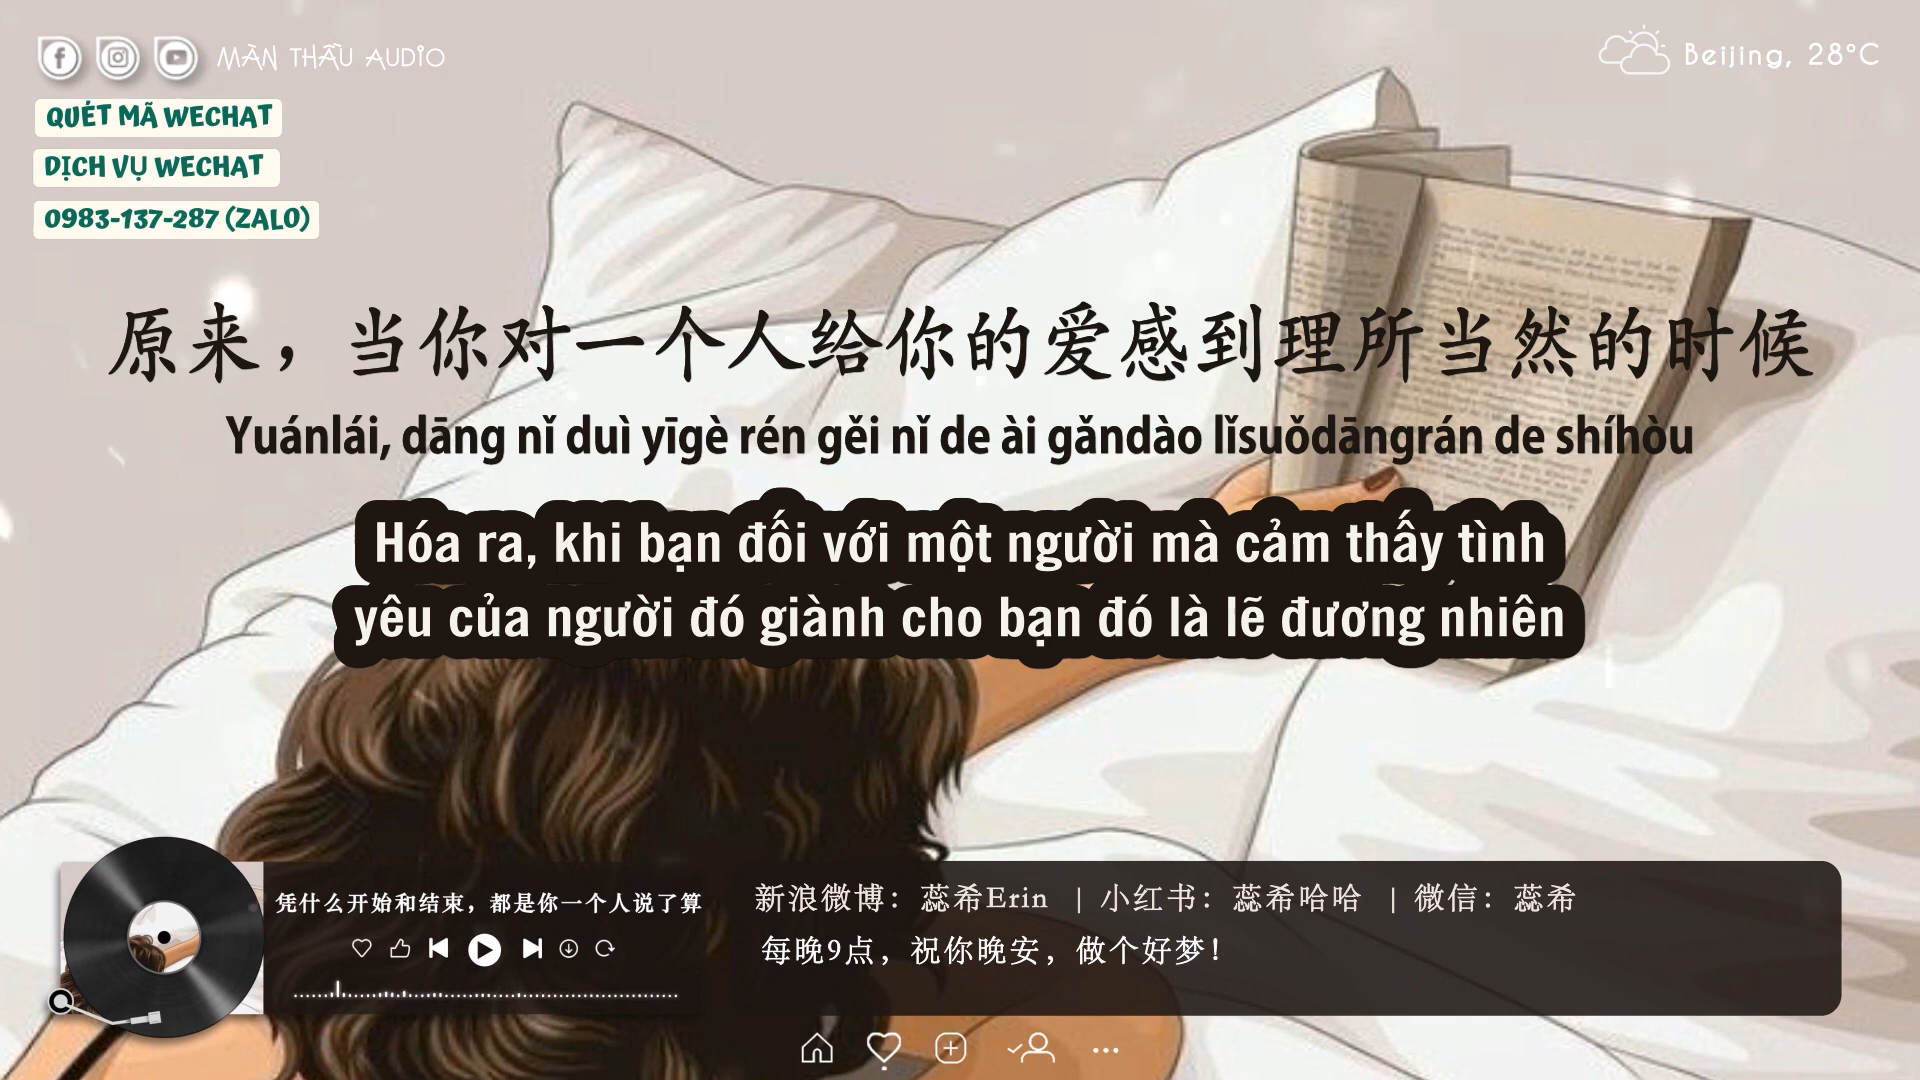 MÀN THẦU AUDIO
Beijing, 28°C
QUÉT MÃ WECHAT
DỊCH VỤ WECHAT
0983-137-287 (ZALO)
原来，当你对一个人给你的爱感到理所当然的时候
Yuánlái, dāng nǐ duì yīgè rén gěi nǐ de ài gǎndào lǐsuǒdāngrán de shíhòu
Hóa ra, khi bạn đối với một người mà cảm thấy tình
yêu của người đó giành cho bạn đó là lẽ đương nhiên
凭什么开始和结束，都是你一个人说了算
新浪微博：蕊希Erin | 小红书：蕊希哈哈 | 微信：蕊希
每晚9点，祝你晚安，做个好梦！